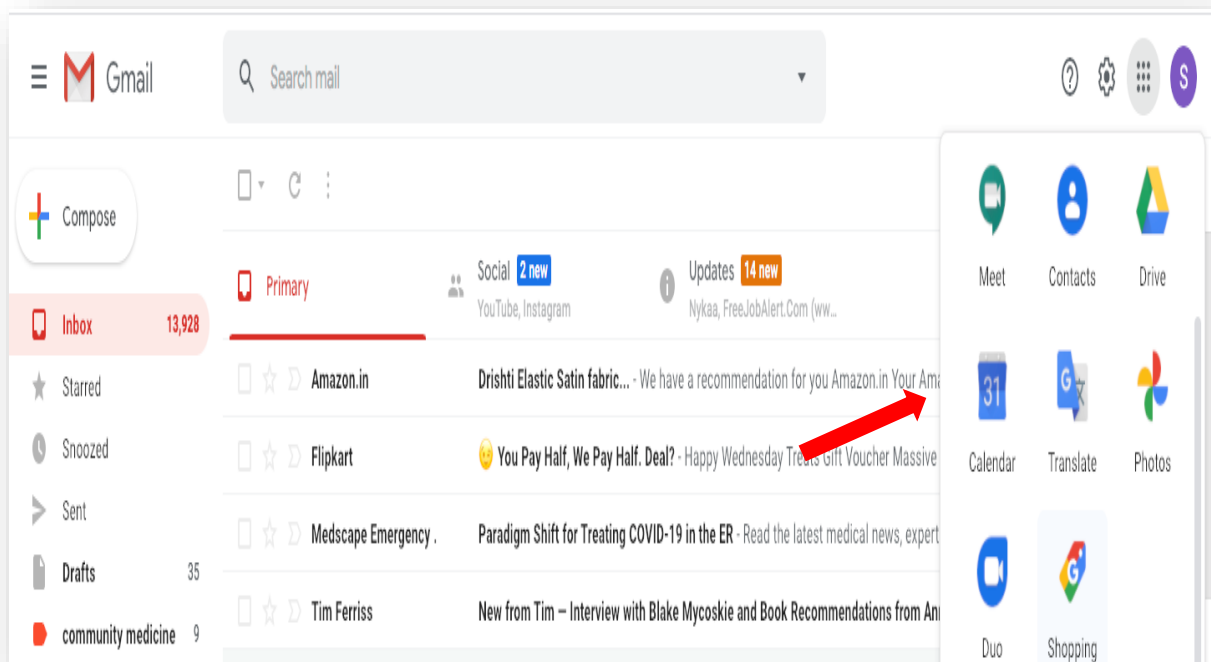 Gmail
Search mail
S
Compose
Inbox 13,928
Starred
Snoozed
Sent
Drafts 35
community medicine 9
Primary
Social 2 new
YouTube, Instagram
Updates 14 new
Nykaa, FreeJobAlert.Com (ww...
Amazon.in Drishti Elastic Satin fabric... - We have a recommendation for you Amazon.in Your Ama
Flipkart You Pay Half, We Pay Half. Deal? - Happy Wednesday Treats Gift Voucher Massive
Medscape Emergency . Paradigm Shift for Treating COVID-19 in the ER - Read the latest medical news, expert
Tim Ferriss New from Tim — Interview with Blake Mycoskie and Book Recommendations from Ann
Meet Contacts Drive
31 G
Calendar Translate Photos
G
Duo Shopping